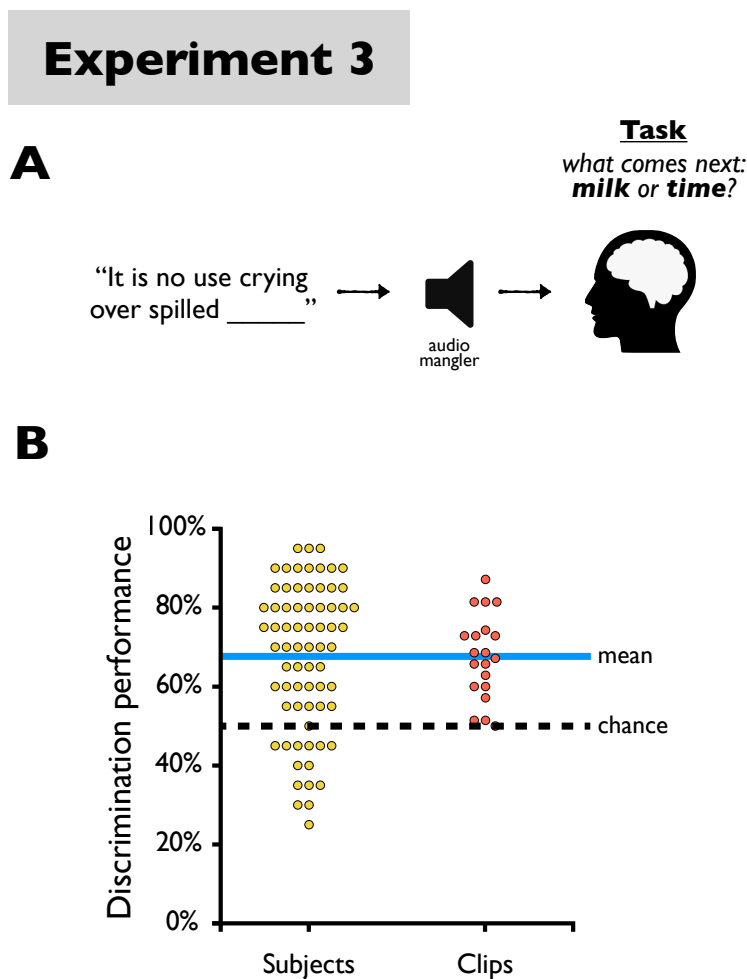 Experiment 3
A
Task
what comes next:
milk or time?
“It is no use crying
over spilled ______”
audio
mangler
B
Discrimination performance
100%
80%
60%
40%
20%
0%
mean
chance
Subjects
Clips